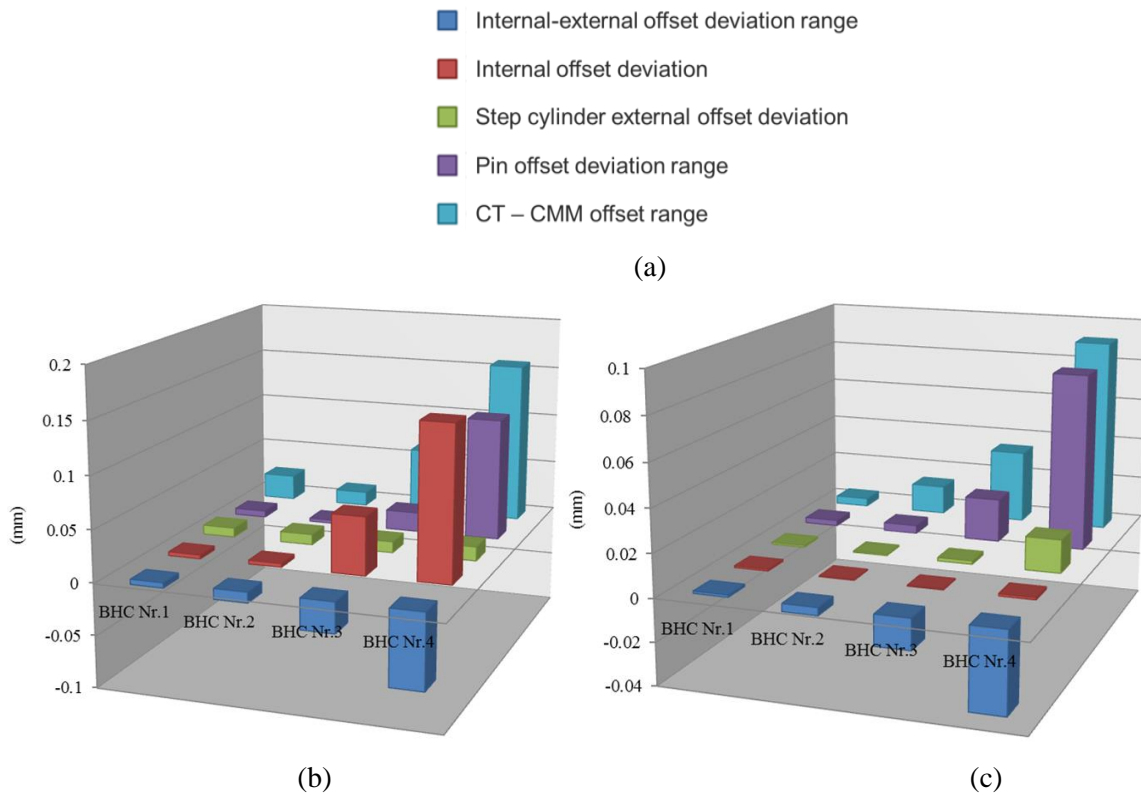 Internal-external offset deviation range
Internal offset deviation
Step cylinder external offset deviation
Pin offset deviation range
CT – CMM offset range
(a)
0.2
0.15
0.1
0.05
0
-0.05
-0.1
(mm)
BHC Nr.1
BHC Nr.2
BHC Nr.3
BHC Nr.4
(b)
0.1
0.08
0.06
0.04
0.02
0
-0.02
-0.04
(mm)
BHC Nr.1
BHC Nr.2
BHC Nr.3
BHC Nr.4
(c)